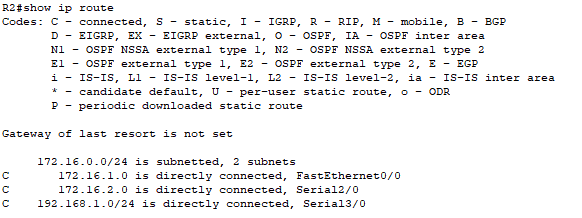 R2#show ip route
Codes: C - connected, S - static, I - IGRP, R - RIP, M - mobile, B - BGP
       D - EIGRP, EX - EIGRP external, O - OSPF, IA - OSPF inter area
       N1 - OSPF NSSA external type 1, N2 - OSPF NSSA external type 2
       E1 - OSPF external type 1, E2 - OSPF external type 2, E - EGP
       i - IS-IS, L1 - IS-IS level-1, L2 - IS-IS level-2, ia - IS-IS inter area
       * - candidate default, U - per-user static route, o - ODR
       P - periodic downloaded static route
Gateway of last resort is not set
     172.16.0.0/24 is subnetted, 2 subnets
C       172.16.1.0 is directly connected, FastEthernet0/0
C       172.16.2.0 is directly connected, Serial2/0
C    192.168.1.0/24 is directly connected, Serial3/0